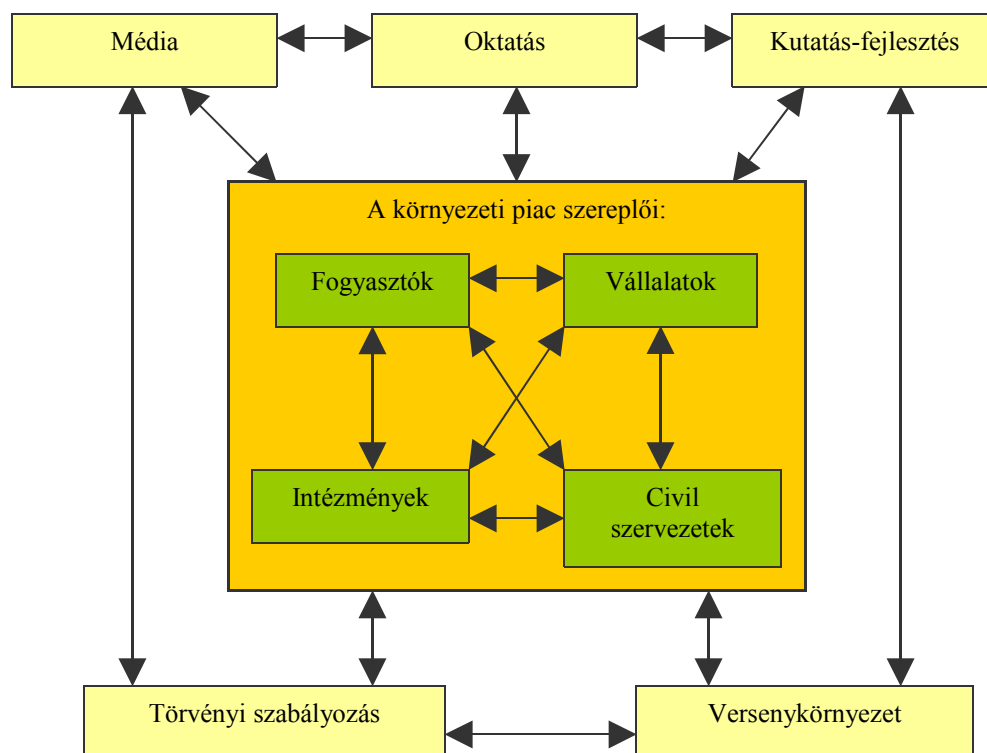 Média
Oktatás
Kutatás-fejlesztés
A környezeti piac szereplői:
Fogyasztók
Vállalatok
Intézmények
Civil
szervezetek
Törvényi szabályozás
Versenykörnyezet